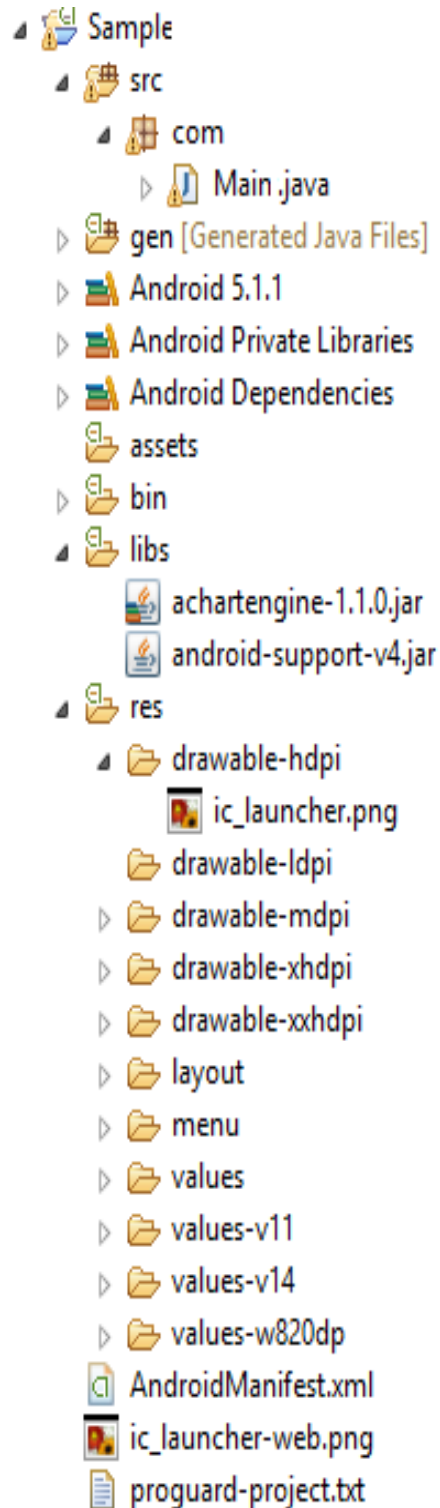 Sample
src
com
Main .java
gen [Generated Java Files]
Android 5.1.1
Android Private Libraries
Android Dependencies
assets
bin
libs
achartengine-1.1.0.jar
android-support-v4.jar
res
drawable-hdpi
ic_launcher.png
drawable-ldpi
drawable-mdpi
drawable-xhdpi
drawable-xxhdpi
layout
menu
values
values-v11
values-v14
values-w820dp
AndroidManifest.xml
ic_launcher-web.png
proguard-project.txt